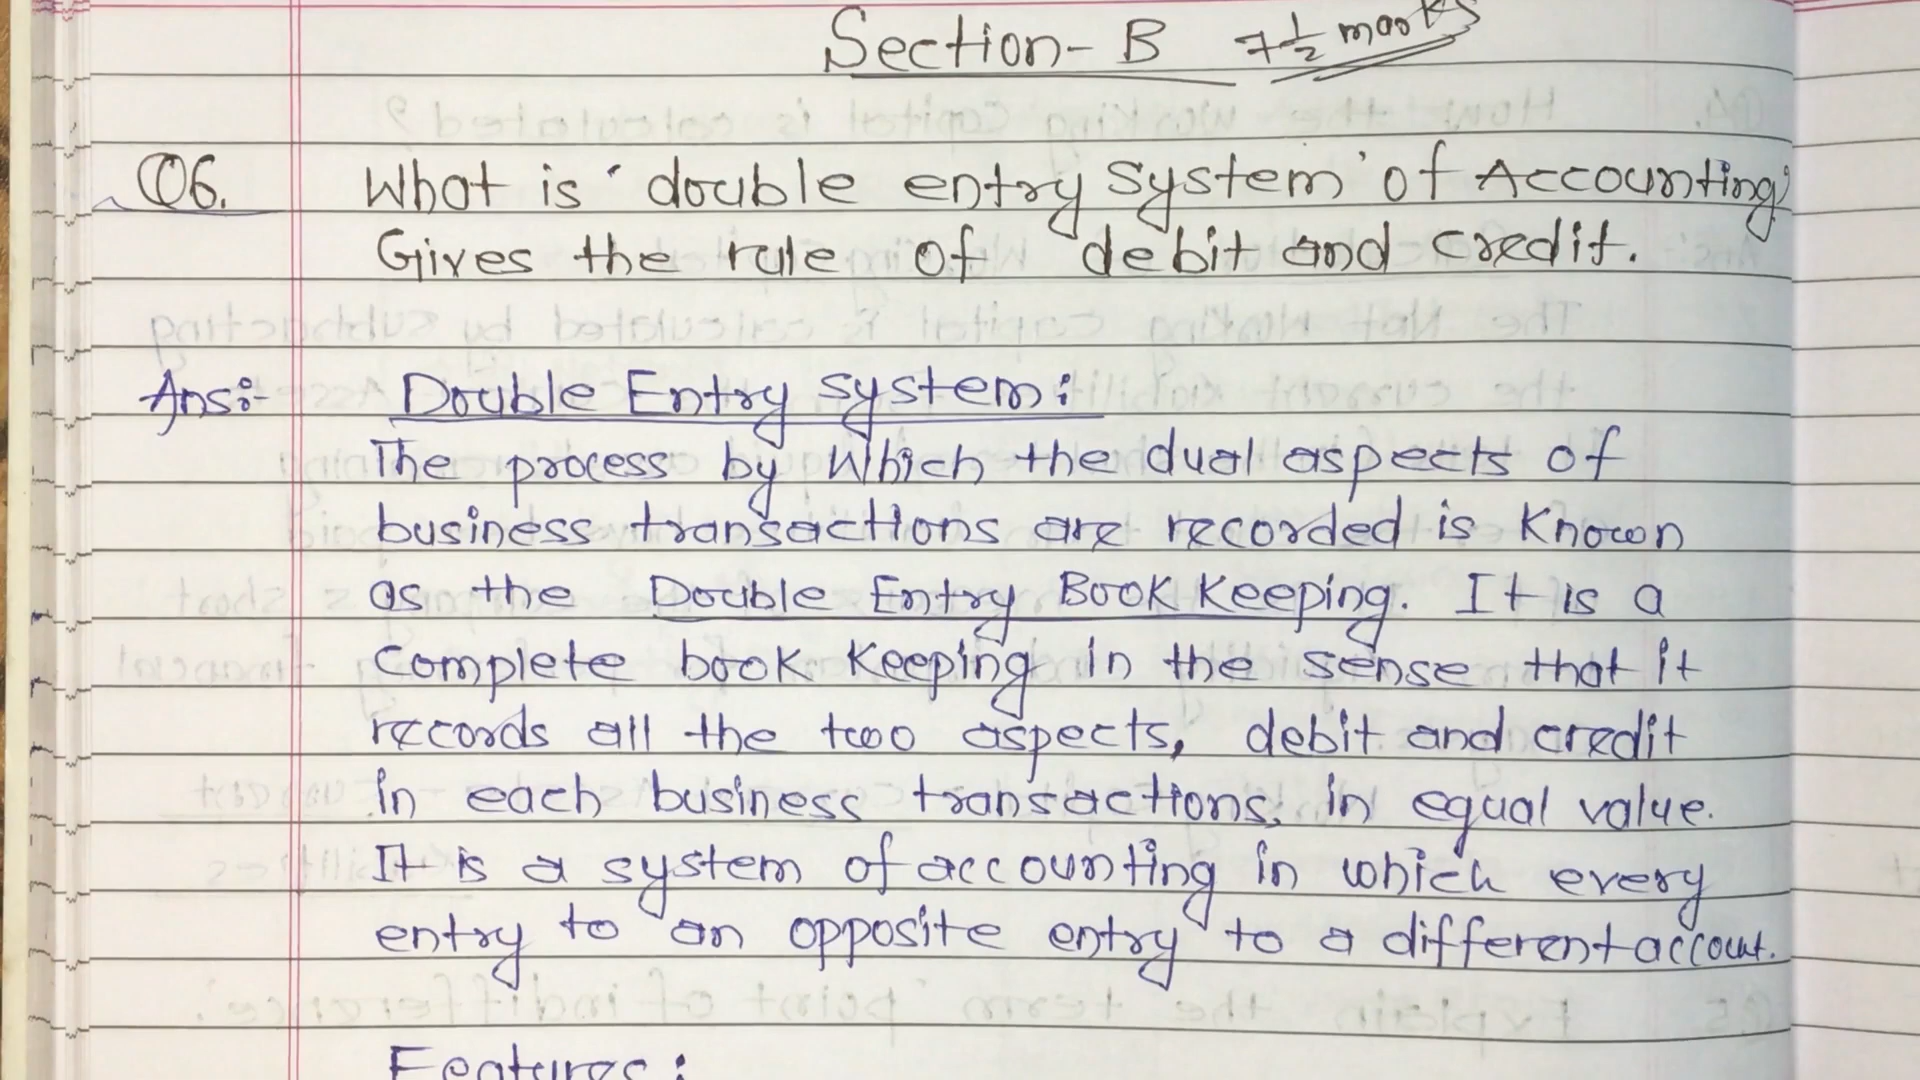 Section - B 7 1/2 marks
Q6. What is 'double entry system' of Accounting'
Gives the rule of debit and credit.
Ans:- Double Entry system:
The process by which the dual aspects of
business transactions are recorded is known
as the Double Entry Book Keeping. It is a
complete book keeping in the sense that it
records all the two aspects, debit and credit
in each business transactions, in equal value.
It is a system of accounting in which every
entry to an opposite entry to a different account.
Features: